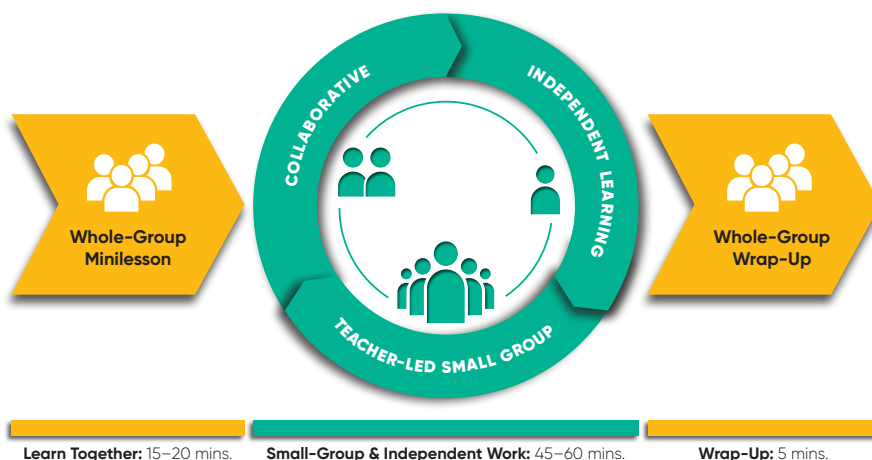 COLLABORATIVE
INDEPENDENT LEARNING
TEACHER-LED SMALL GROUP
Whole-Group
Minilesson
Whole-Group
Wrap-Up
Learn Together: 15–20 mins.
Small-Group & Independent Work: 45–60 mins.
Wrap-Up: 5 mins.